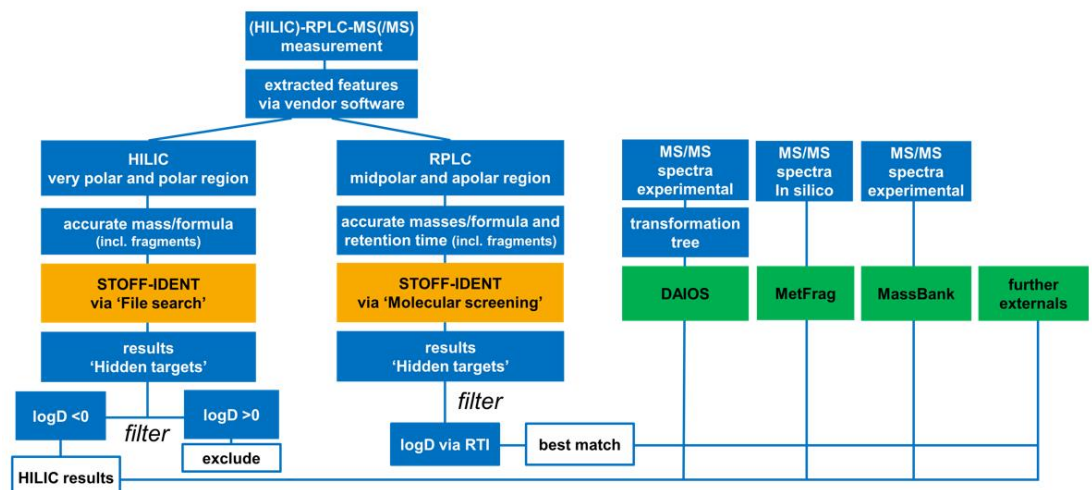 (HILIC)-RPLC-MS(/MS)
measurement
extracted features
via vendor software
HILIC
very polar and polar region
accurate mass/formula
(incl. fragments)
STOFF-IDENT
via ‘File search’
results
‘Hidden targets’
logD <0
filter
logD >0
exclude
HILIC results
RPLC
midpolar and apolar region
accurate masses/formula and
retention time (incl. fragments)
STOFF-IDENT
via ‘Molecular screening’
results
‘Hidden targets’
filter
logD via RTI
best match
MS/MS
spectra
experimental
transformation
tree
DAIOS
MS/MS
spectra
In silico
MetFrag
MS/MS
spectra
experimental
MassBank
further
externals